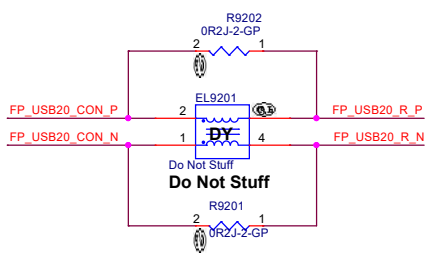 R9202
0R2J-2-GP
2 1
EL9201
FP_USB20_CON_P 2 FP_USB20_R_P
DY
FP_USB20_CON_N 1 4 FP_USB20_R_N
Do Not Stuff
Do Not Stuff
R9201
2 1
0R2J-2-GP